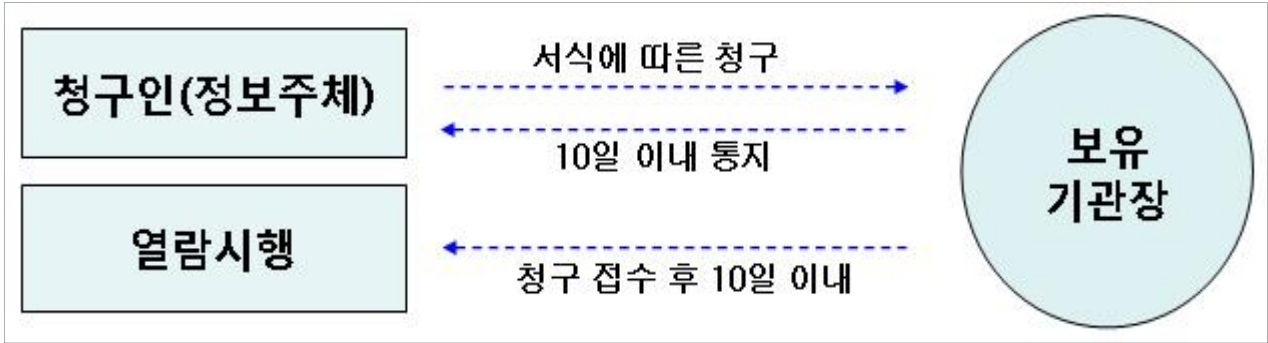 청구인(정보주체)
서식에 따른 청구
10일 이내 통지
보유
기관장
열람시행
청구 접수 후 10일 이내